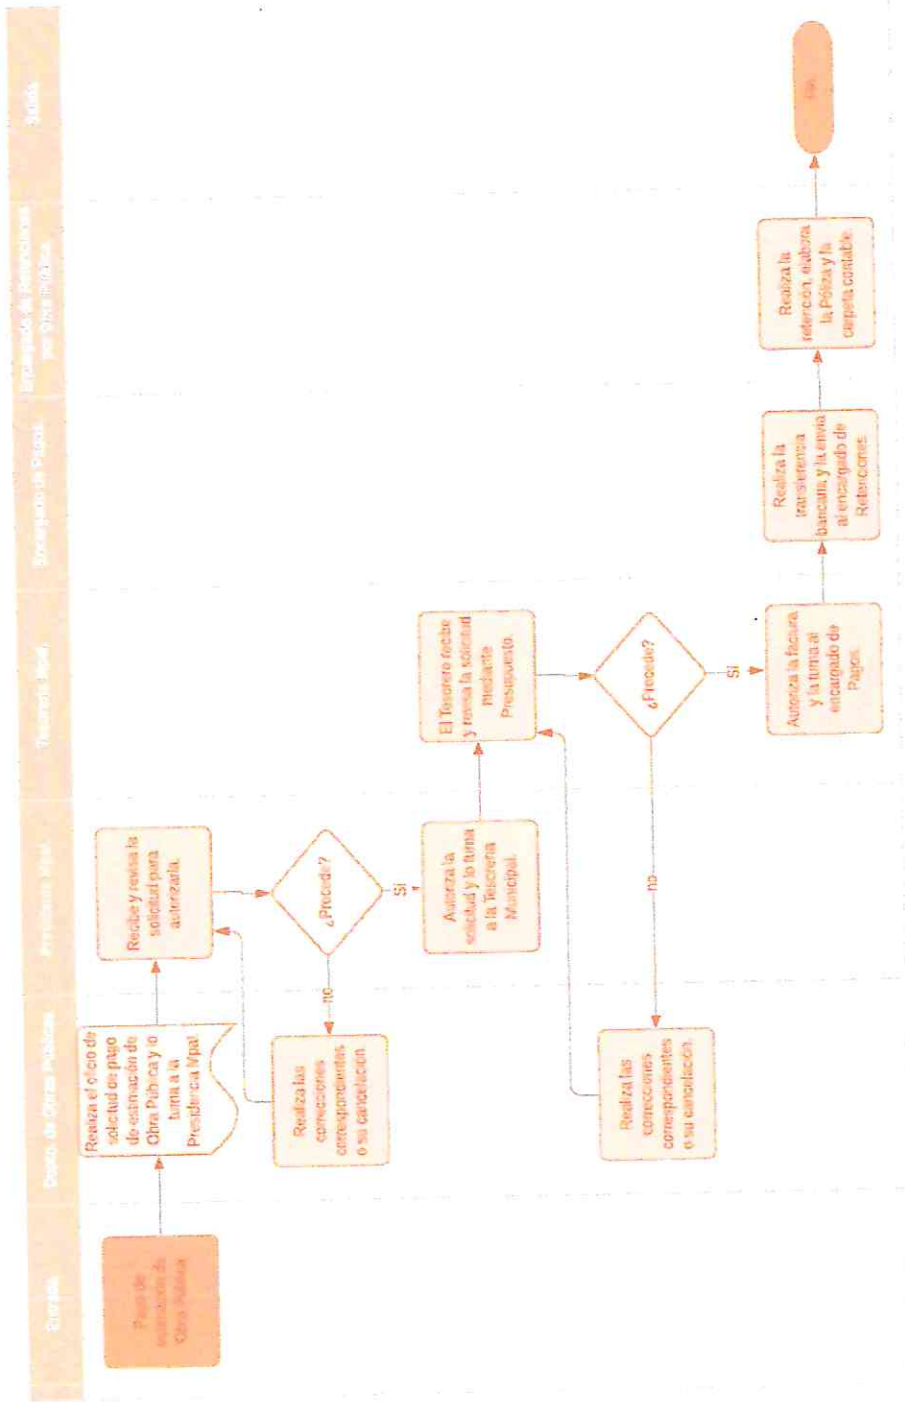 Entrada
Depto. de Obras Públicas
Presidencia Mpal.
Encargado de Pagos
Encargado de Retenciones
por Obra Pública
Salida
Pago de
estimación de
Obra Pública
Realiza el oficio de
solicitud de pago
de estimación de
Obra Pública y lo
turna a la
Presidencia Mpal.
Recibe y revisa la
solicitud para
autorizarla.
¿Precede?
no
Realiza las
correcciones
correspondientes
o su cancelación
Si
Autoriza la
solicitud y lo turna
a la Tesorería
Municipal.
El Tesorero recibe
y revisa la solicitud
mediante
Presupuesto.
¿Precede?
no
Realiza las
correcciones
correspondientes
o su cancelación.
Si
Autoriza la factura
y la turna al
encargado de
Pagos.
Realiza la
transferencia
bancaria y la envía
al encargado de
Retenciones.
Realiza la
retención, elabora
la Póliza y la
carpeta contable.
Fin